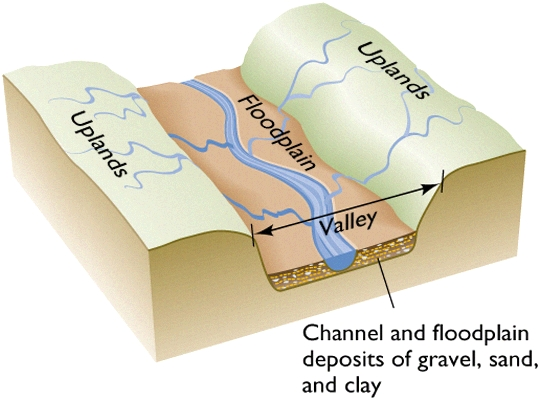 Uplands
Uplands
Floodplain
Valley
Channel and floodplain
deposits of gravel, sand,
and clay